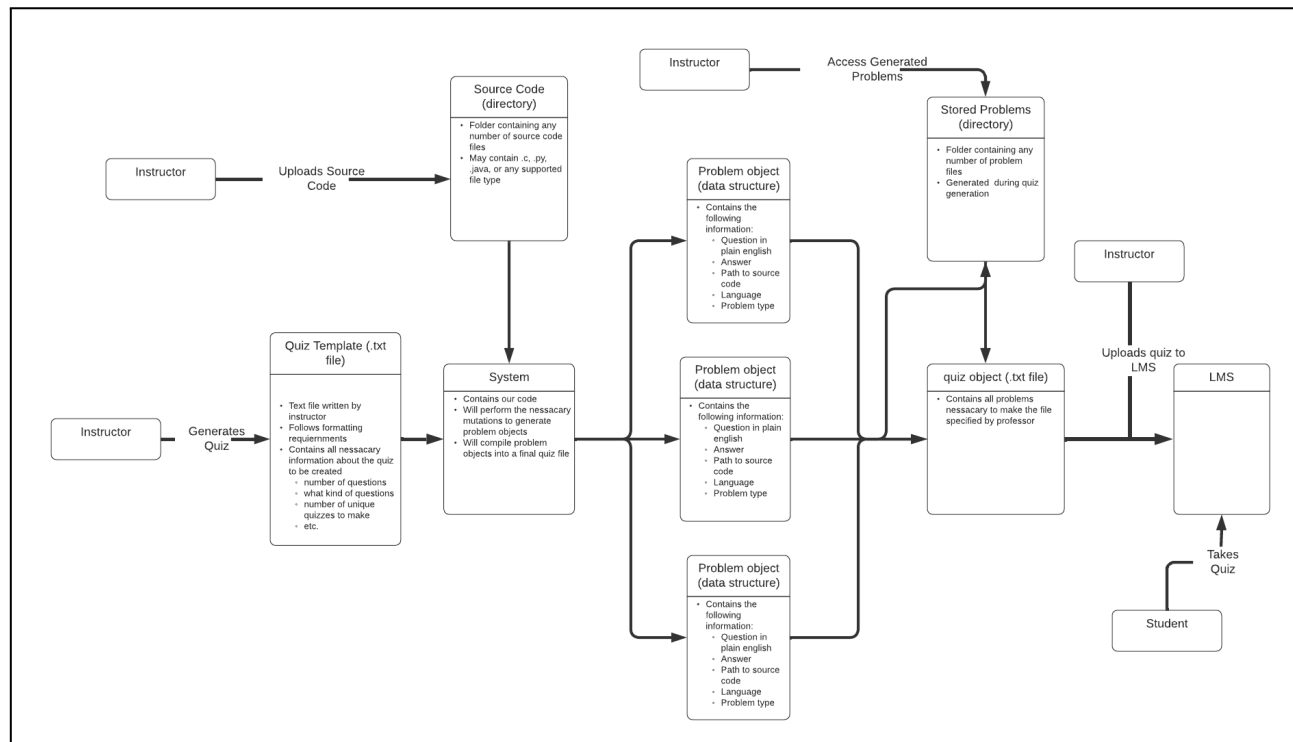 Instructor
Access Generated
Problems
Source Code
(directory)
• Folder containing any
number of source code
files
• May contain .c, .py,
.java, or any supported
file type
Stored Problems
(directory)
• Folder containing any
number of problem
files
• Generated during quiz
generation
Instructor
Uploads Source
Code
Problem object
(data structure)
• Contains the
following
information:
◦ Question in
plain english
◦ Answer
◦ Path to source
code
◦ Language
◦ Problem type
Instructor
Quiz Template (.txt
file)
• Text file written by
instructor
• Follows formatting
requiernments
• Contains all nessacary
information about the quiz
to be created
◦ number of questions
◦ what kind of questions
◦ number of unique
quizzes to make
◦ etc.
System
• Contains our code
• Will perform the nessacary
mutations to generate
problem objects
• Will compile problem
objects into a final quiz file
Problem object
(data structure)
• Contains the
following information:
◦ Question in plain
english
◦ Answer
◦ Path to source
code
◦ Language
◦ Problem type
quiz object (.txt file)
• Contains all problems
nessacary to make the file
specified by professor
Uploads quiz to
LMS
LMS
Instructor
Generates
Quiz
Problem object
(data structure)
• Contains the
following
information:
◦ Question in
plain english
◦ Answer
◦ Path to source
code
◦ Language
◦ Problem type
Takes
Quiz
Student